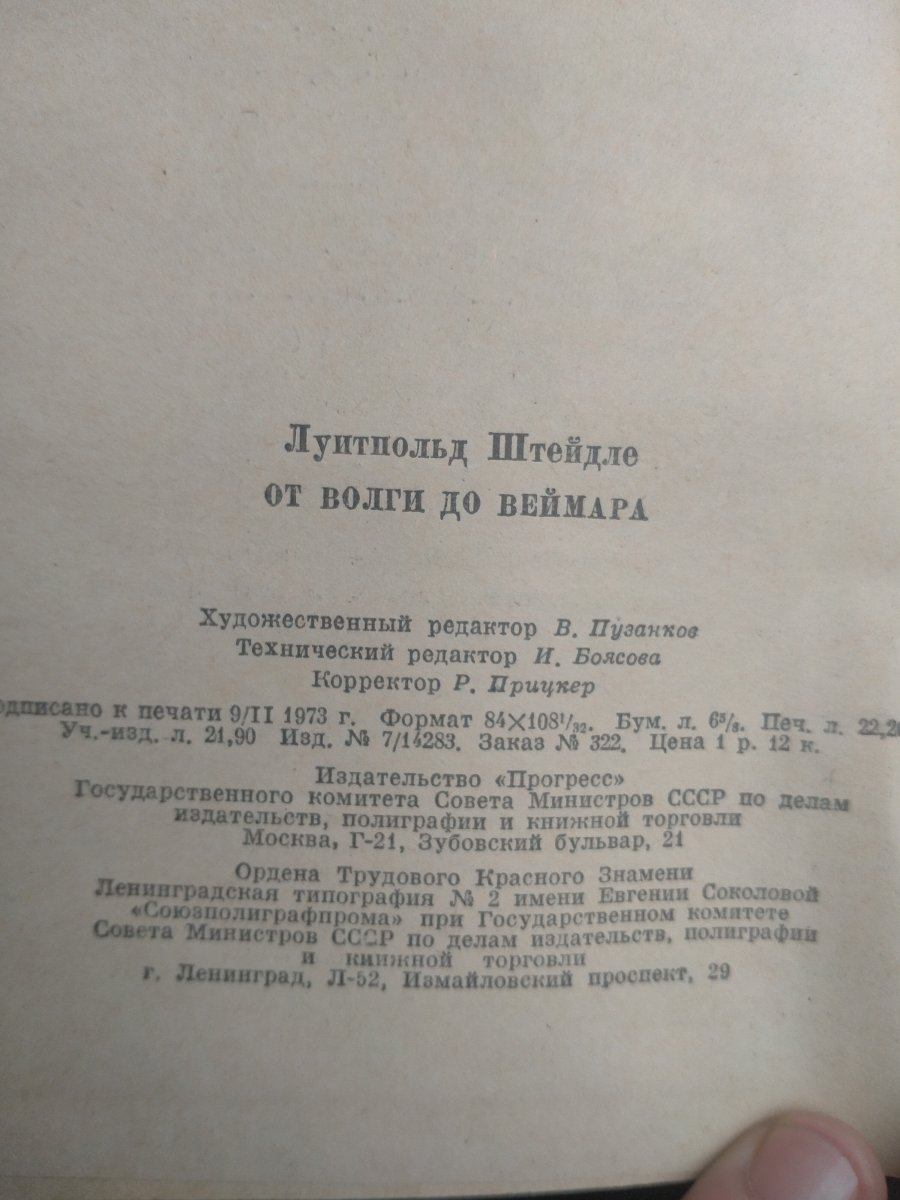 Луитпольд Штейдле
ОТ ВОЛГИ ДО ВЕЙМАРА
Художественный редактор В. Пузанков
Технический редактор И. Боясова
Корректор Р. Прицкер
одписано к печати 9/II 1973 г. Формат 84×108¹/₃₂. Бум. л. 6⁵/₈. Печ. л. 22,26
Уч.-изд. л. 21,90 Изд. № 7/14283. Заказ № 322. Цена 1 р. 12 к.
Издательство «Прогресс»
Государственного комитета Совета Министров СССР по делам
издательств, полиграфии и книжной торговли
Москва, Г-21, Зубовский бульвар, 21
Ордена Трудового Красного Знамени
Ленинградская типография № 2 имени Евгении Соколовой
«Союзполиграфпрома» при Государственном комитете
Совета Министров СССР по делам издательств, полиграфии
и книжной торговли
г. Ленинград, Л-52, Измайловский проспект, 29